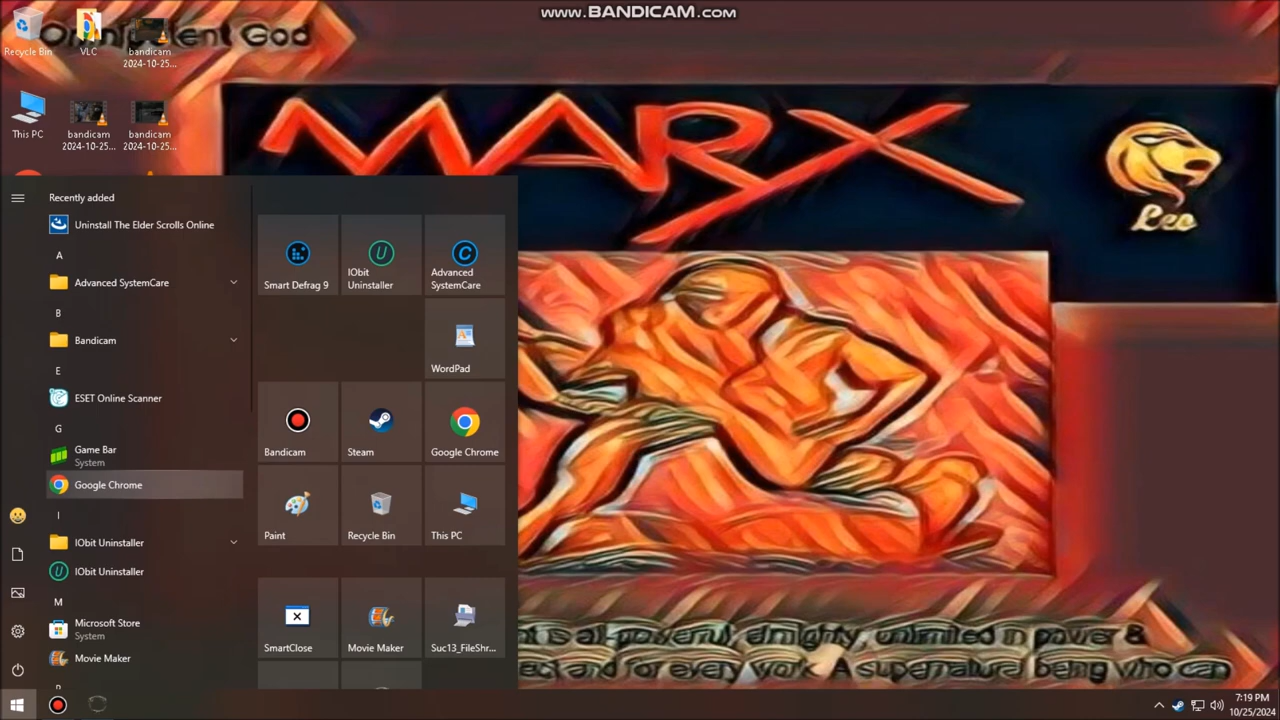 www.BANDICAM.com
God
Recycle Bin
VLC
bandicam
2024-10-25...
This PC
bandicam
2024-10-25...
bandicam
2024-10-25...
MARX
Leo
Recently added
Uninstall The Elder Scrolls Online
A
Advanced SystemCare
B
Bandicam
E
ESET Online Scanner
G
Game Bar
System
Google Chrome
I
IObit Uninstaller
IObit Uninstaller
M
Microsoft Store
System
Movie Maker
Smart Defrag 9
IObit
Uninstaller
Advanced
SystemCare
WordPad
Bandicam
Steam
Google Chrome
Paint
Recycle Bin
This PC
SmartClose
Movie Maker
Suc13_FileShr...
is all-powerful, almighty, unlimited in power &
and for every work. A supernature being who can
7:19 PM
10/25/2024